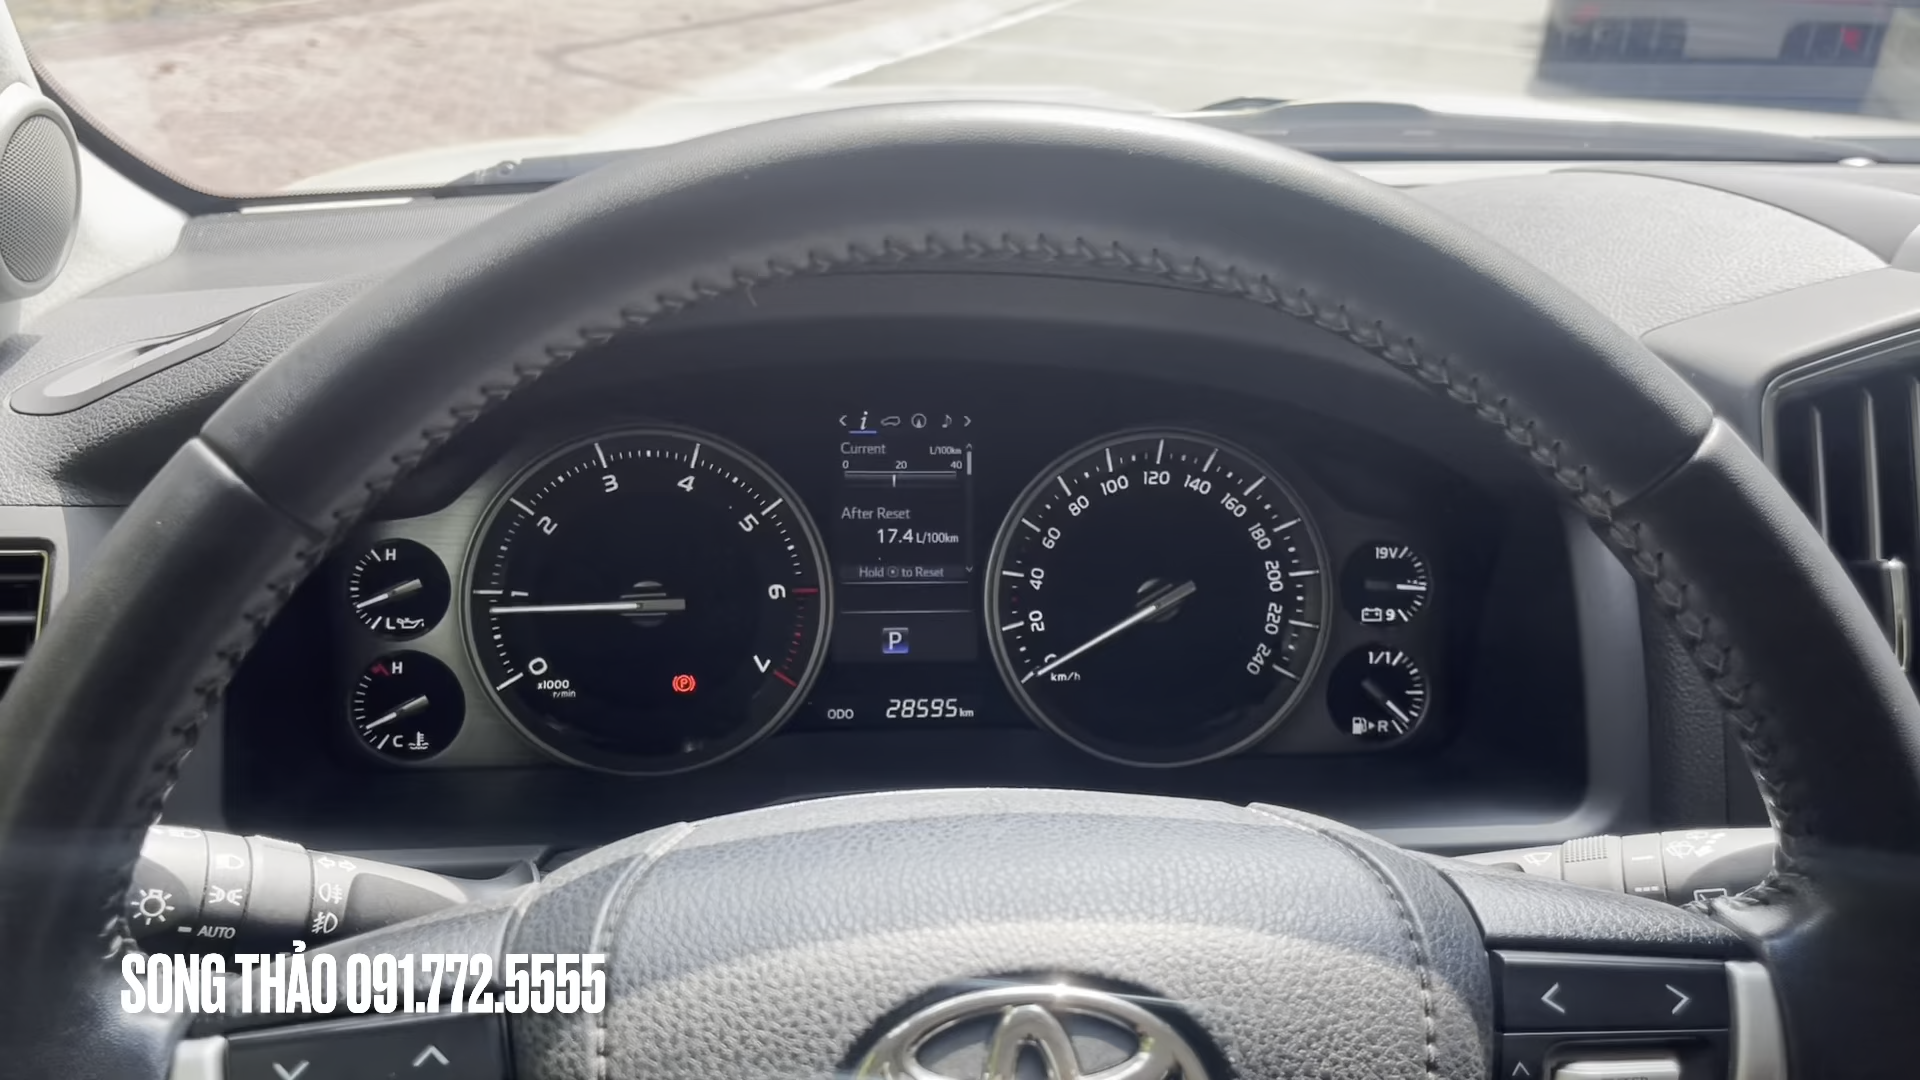 Current L/100km
0 20 40
After Reset
17.4 L/100km
Hold to Reset
P
ODO 28595 km
0 1 2 3 4 5 6 7
x1000
r/min
P
0 20 40 60 80 100 120 140 160 180 200 220 240
km/h
H
L
H
C
19V
9
1/1
R
AUTO
SONG THẢO 091.772.5555